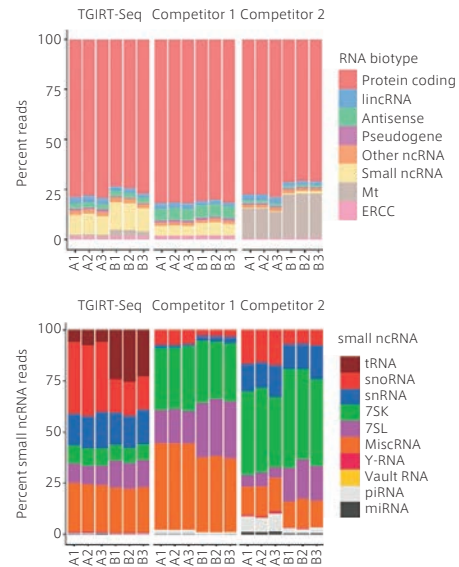 TGIRT-Seq Competitor 1 Competitor 2
Percent reads
100
75
50
25
0
A1 A2 A3 B1 B2 B3 A1 A2 A3 B1 B2 B3 A1 A2 A3 B1 B2 B3
RNA biotype
Protein coding
lincRNA
Antisense
Pseudogene
Other ncRNA
Small ncRNA
Mt
ERCC
TGIRT-Seq Competitor 1 Competitor 2
Percent small ncRNA reads
100
75
50
25
0
A1 A2 A3 B1 B2 B3 A1 A2 A3 B1 B2 B3 A1 A2 A3 B1 B2 B3
small ncRNA
tRNA
snoRNA
snRNA
7SK
7SL
MiscRNA
Y-RNA
Vault RNA
piRNA
miRNA